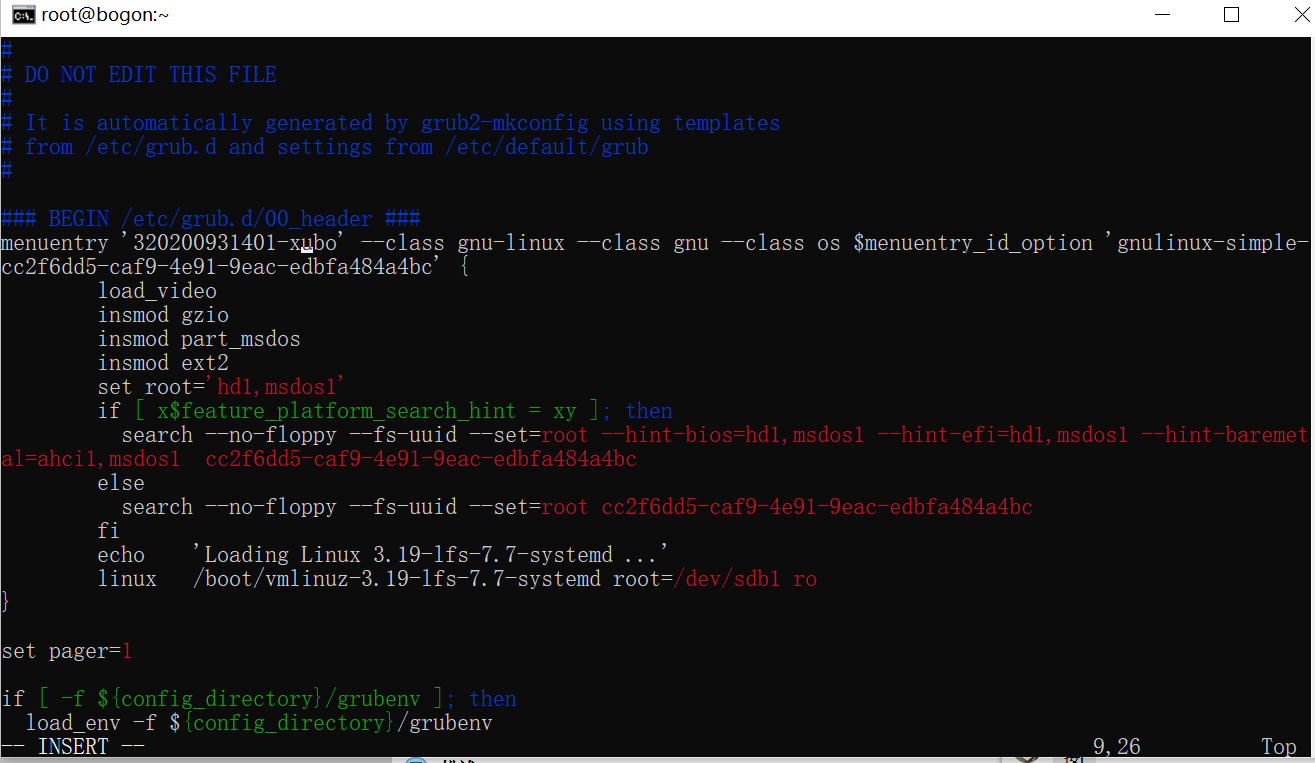 root@bogon:~
#
# DO NOT EDIT THIS FILE
#
# It is automatically generated by grub2-mkconfig using templates
# from /etc/grub.d and settings from /etc/default/grub
#
### BEGIN /etc/grub.d/00_header ###
menuentry '320200931401-xubo' --class gnu-linux --class gnu --class os $menuentry_id_option 'gnulinux-simple-
cc2f6dd5-caf9-4e91-9eac-edbfa484a4bc' {
load_video
insmod gzio
insmod part_msdos
insmod ext2
set root='hd1,msdos1'
if [ x$feature_platform_search_hint = xy ]; then
search --no-floppy --fs-uuid --set=root --hint-bios=hd1,msdos1 --hint-efi=hd1,msdos1 --hint-baremet
al=ahci1,msdos1  cc2f6dd5-caf9-4e91-9eac-edbfa484a4bc
else
search --no-floppy --fs-uuid --set=root cc2f6dd5-caf9-4e91-9eac-edbfa484a4bc
fi
echo    'Loading Linux 3.19-lfs-7.7-systemd ...'
linux   /boot/vmlinuz-3.19-lfs-7.7-systemd root=/dev/sdb1 ro
}
set pager=1
if [ -f ${config_directory}/grubenv ]; then
load_env -f ${config_directory}/grubenv
-- INSERT -- 9,26 Top